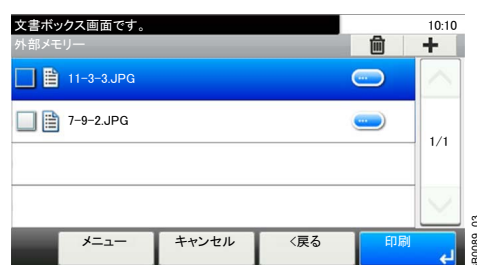 文書ボックス画面です。
10:10
外部メモリー
11-3-3.JPG
7-9-2.JPG
1/1
メニュー
キャンセル
<戻る
印刷
B0089_03